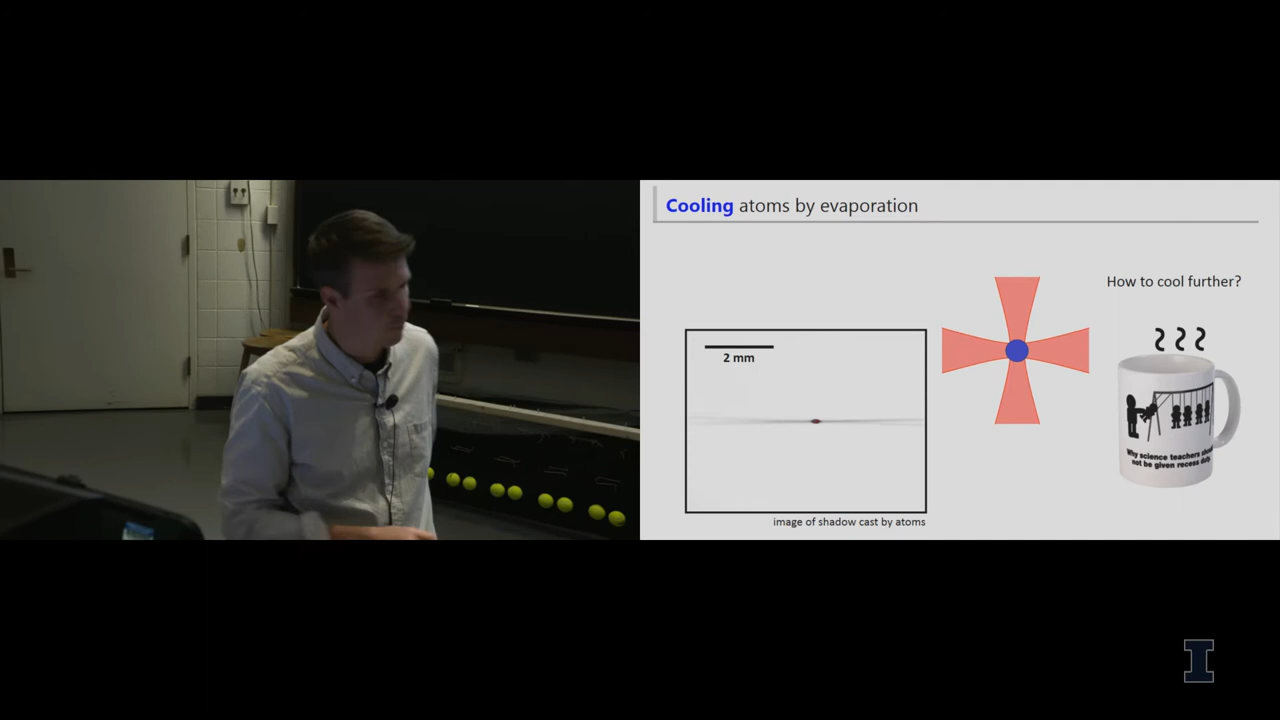 Cooling atoms by evaporation
How to cool further?
2 mm
Why science teachers should
not be given recess duty.
image of shadow cast by atoms
I